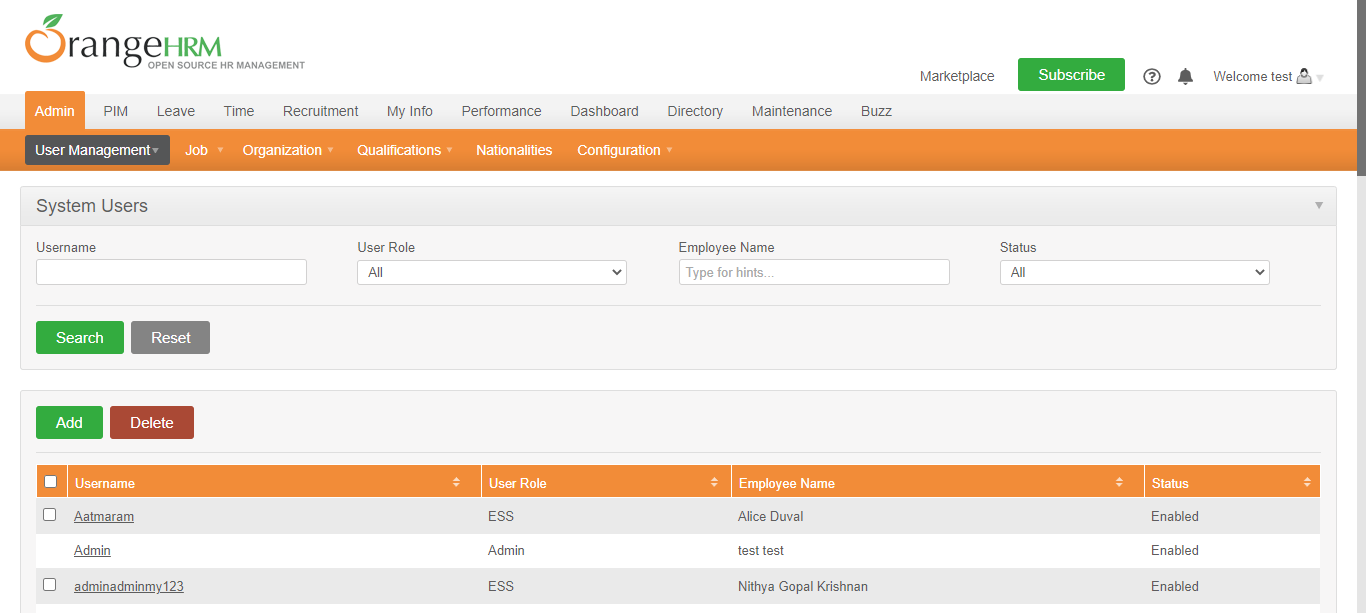 OrangeHRM
OPEN SOURCE HR MANAGEMENT
Marketplace Subscribe ? Welcome test
Admin PIM Leave Time Recruitment My Info Performance Dashboard Directory Maintenance Buzz
User Management Job Organization Qualifications Nationalities Configuration
System Users
Username User Role Employee Name Status
All Type for hints... All
Search Reset
Add Delete
Username User Role Employee Name Status
Aatmaram ESS Alice Duval Enabled
Admin Admin test test Enabled
adminadminmy123 ESS Nithya Gopal Krishnan Enabled